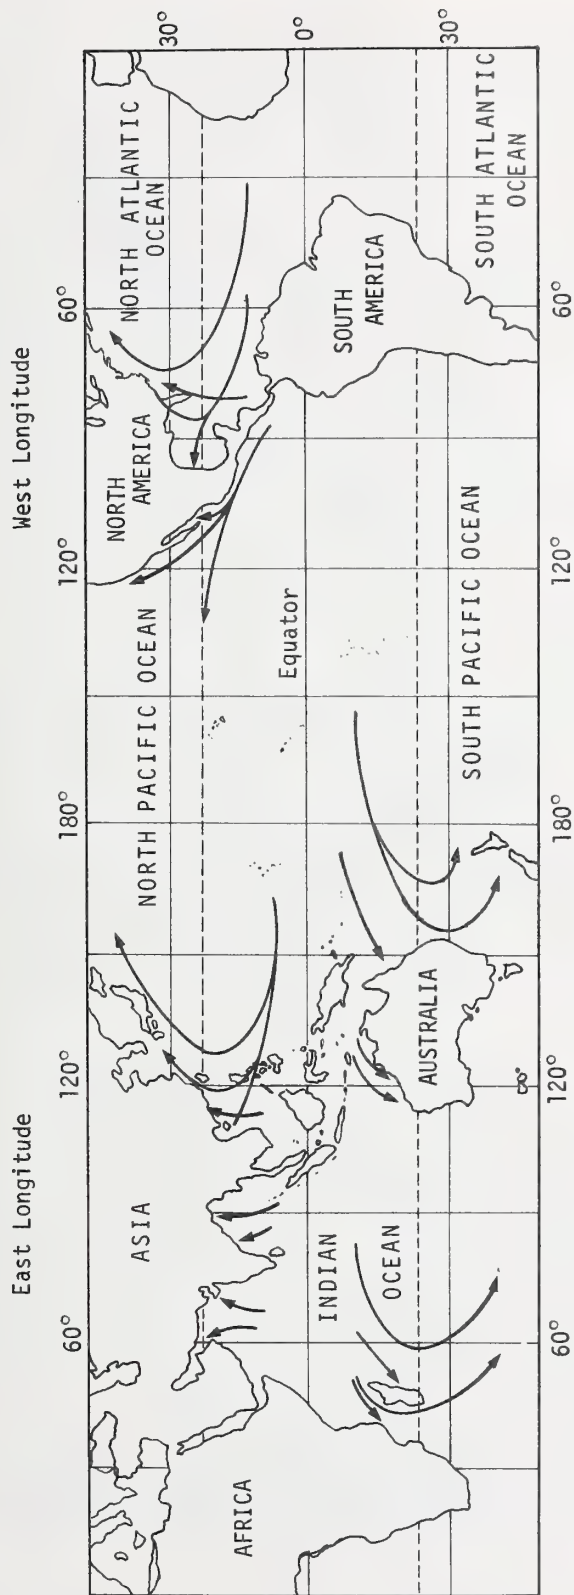 East Longitude
West Longitude
60°
120°
180°
120°
60°
30°
0°
30°
ASIA
NORTH PACIFIC OCEAN
NORTH
AMERICA
NORTH ATLANTIC
OCEAN
AFRICA
INDIAN
OCEAN
Equator
AUSTRALIA
SOUTH PACIFIC OCEAN
SOUTH
AMERICA
SOUTH ATLANTIC
OCEAN
60°
120°
180°
120°
60°